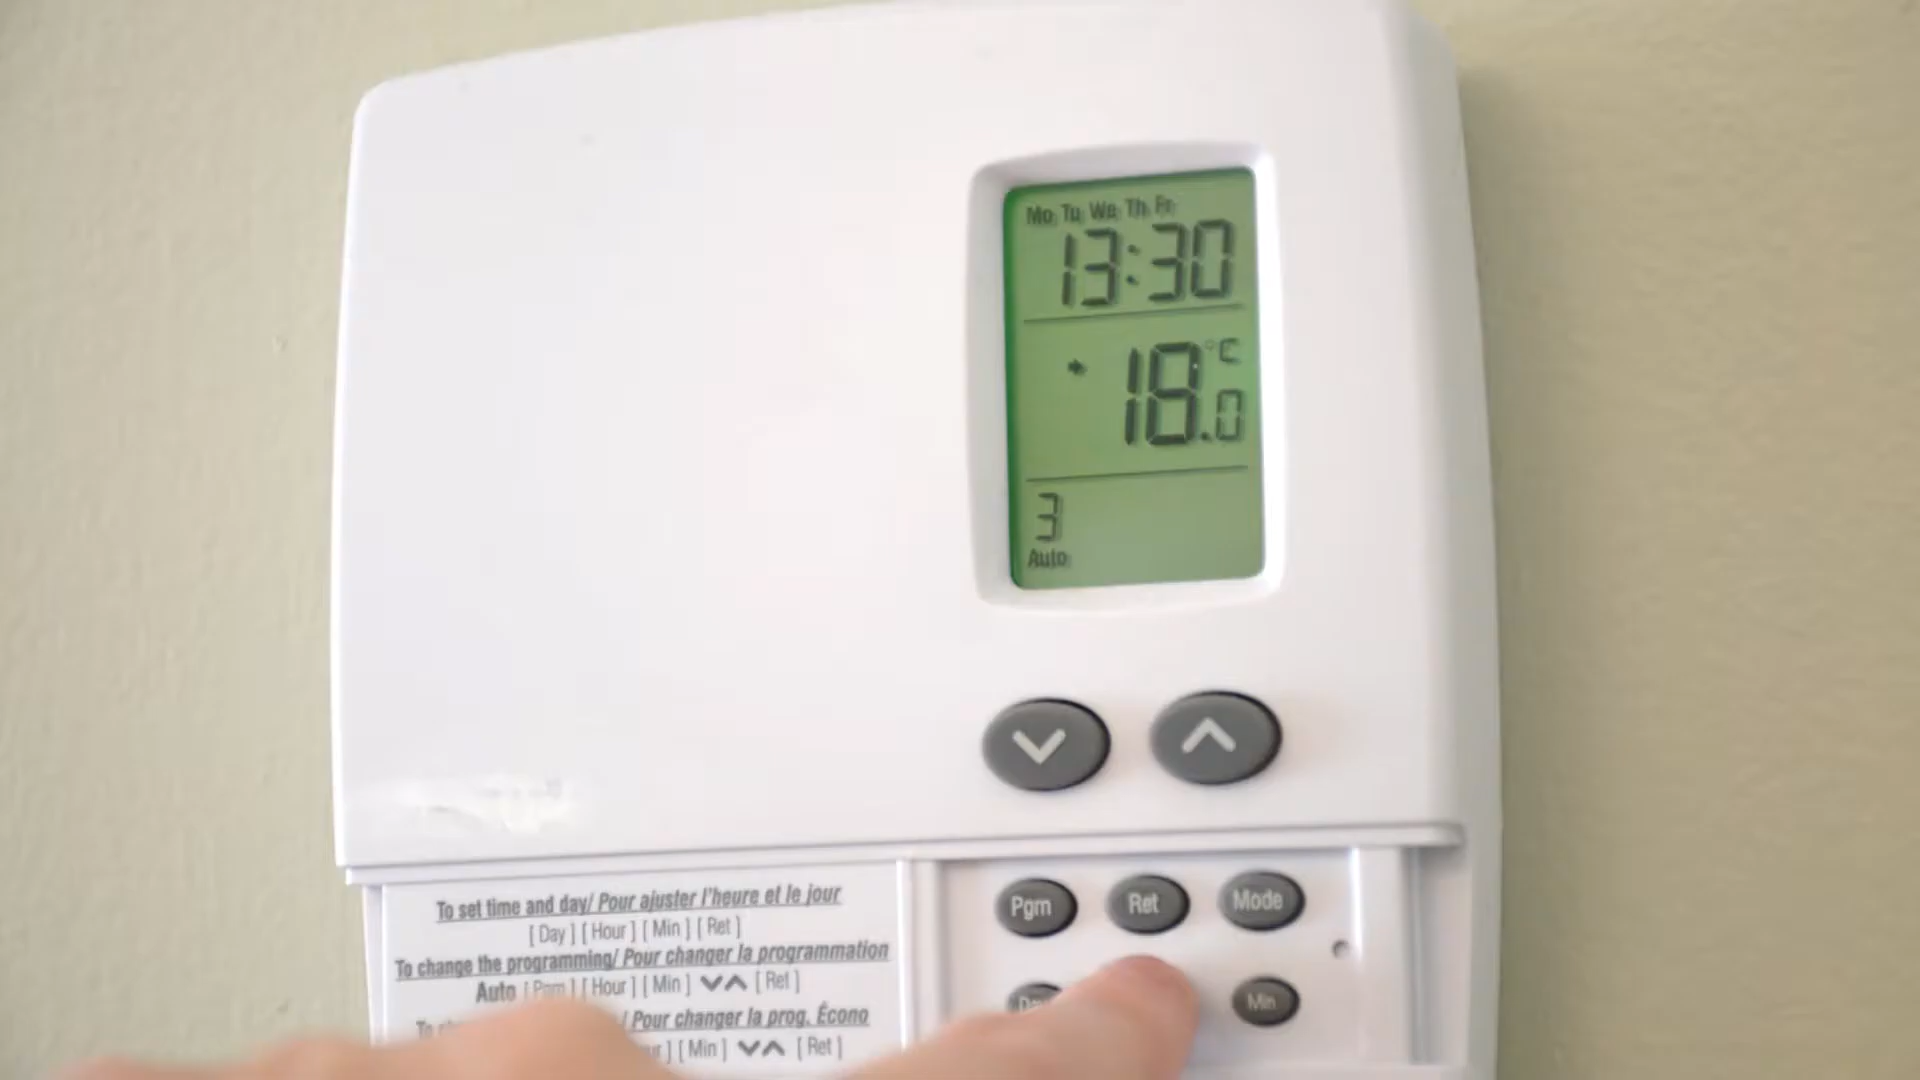 Mo Tu We Th Fr
13:30
18.0 °C
3
Auto
Pgm Ret Mode
Min
To set time and day/ Pour ajuster l'heure et le jour
[ Day ] [ Hour ] [ Min ] [ Ret ]
To change the programming/ Pour changer la programmation
Auto [ Pgm ] [ Hour ] [ Min ] ∨∧ [ Ret ]
/ Pour changer la prog. Écono
[ Min ] ∨∧ [ Ret ]